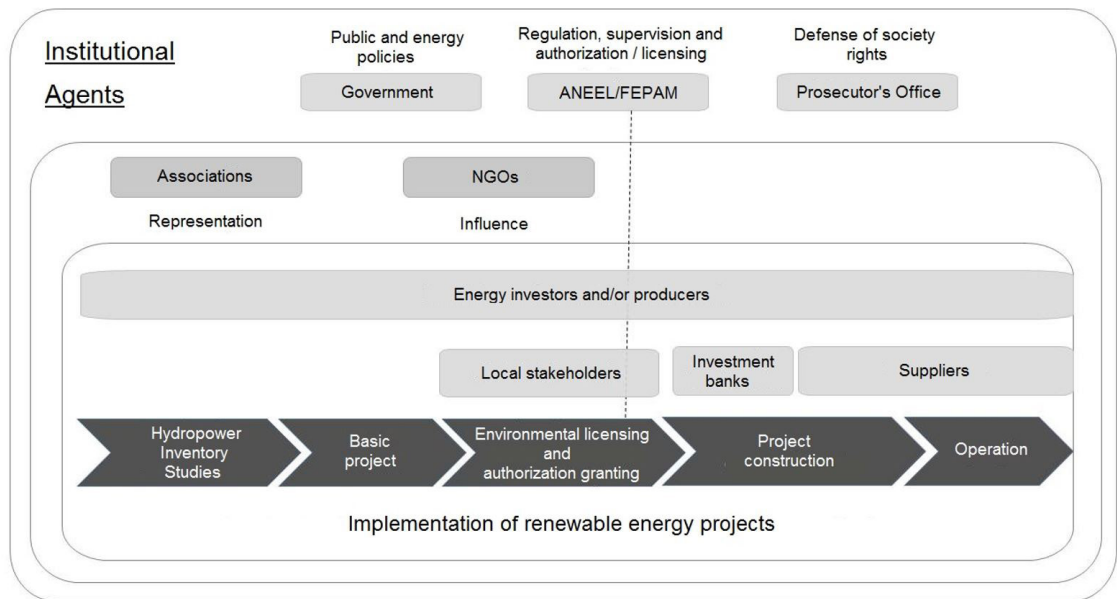 Institutional
Agents
Public and energy
policies
Government
Regulation, supervision and
authorization / licensing
ANEEL/FEPAM
Defense of society
rights
Prosecutor's Office
Associations
Representation
NGOs
Influence
Energy investors and/or producers
Local stakeholders
Investment
banks
Suppliers
Hydropower
Inventory
Studies
Basic
project
Environmental licensing
and
authorization granting
Project
construction
Operation
Implementation of renewable energy projects